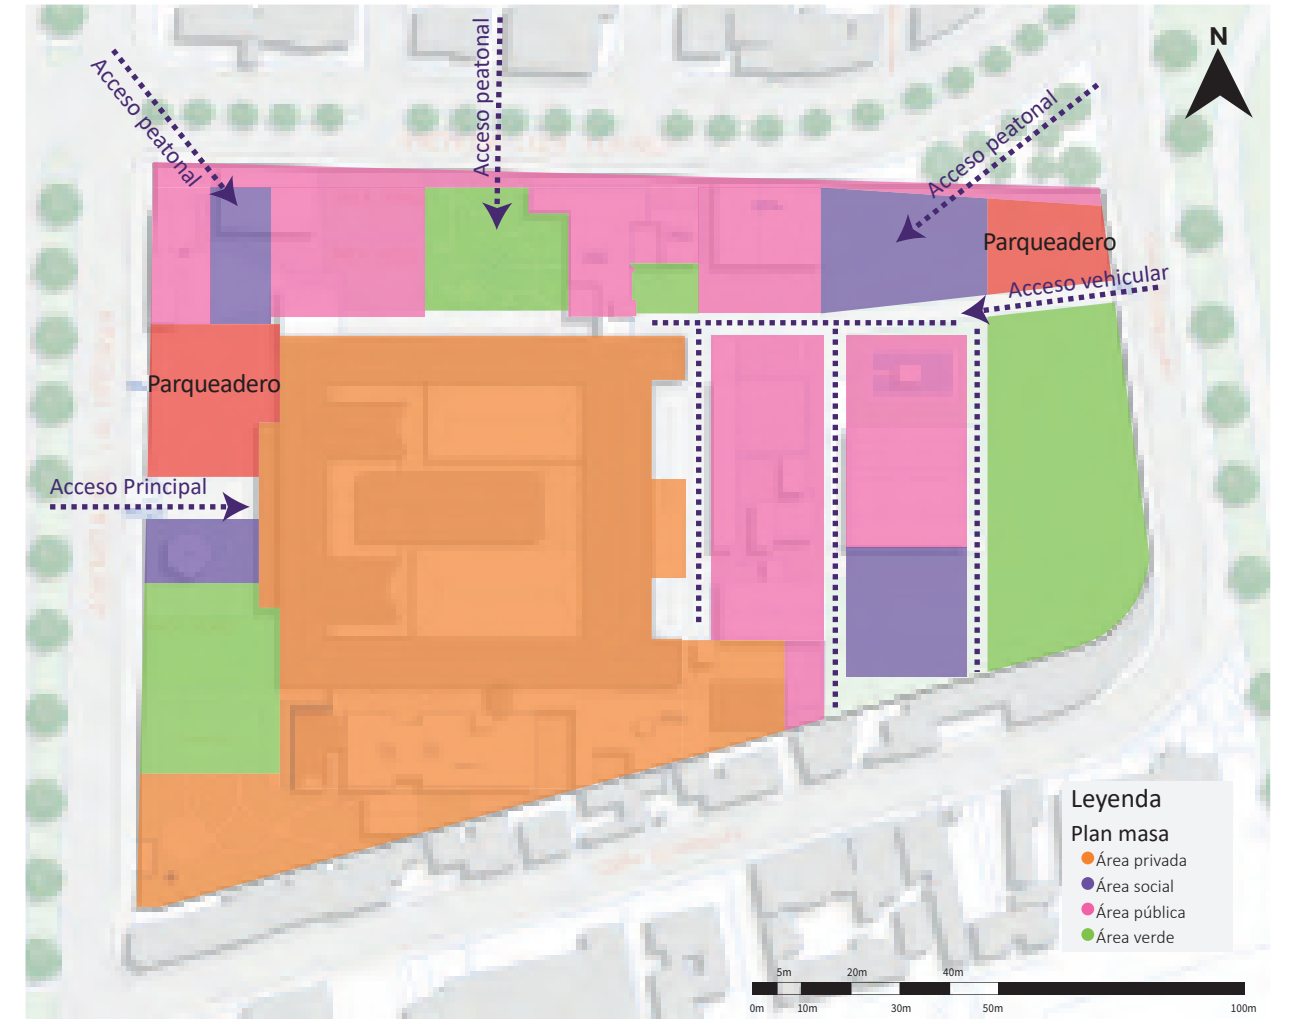 N
Acceso peatonal
Acceso peatonal
Acceso peatonal
Parqueadero
Acceso vehicular
Parqueadero
Acceso Principal
Leyenda
Plan masa
Área privada
Área social
Área pública
Área verde
5m 20m 40m
0m 10m 30m 50m 100m